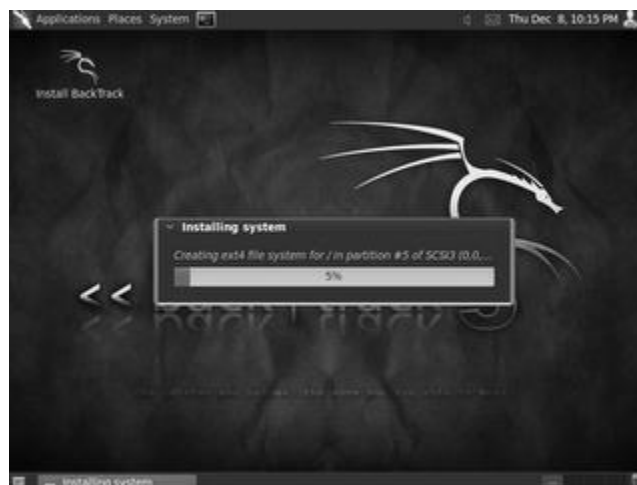 Applications Places System
Thu Dec 8, 10:15 PM
Install BackTrack
Installing system
Creating ext4 file system for / in partition #5 of SCSI3 (0,0,...
5%
<<
Installing system